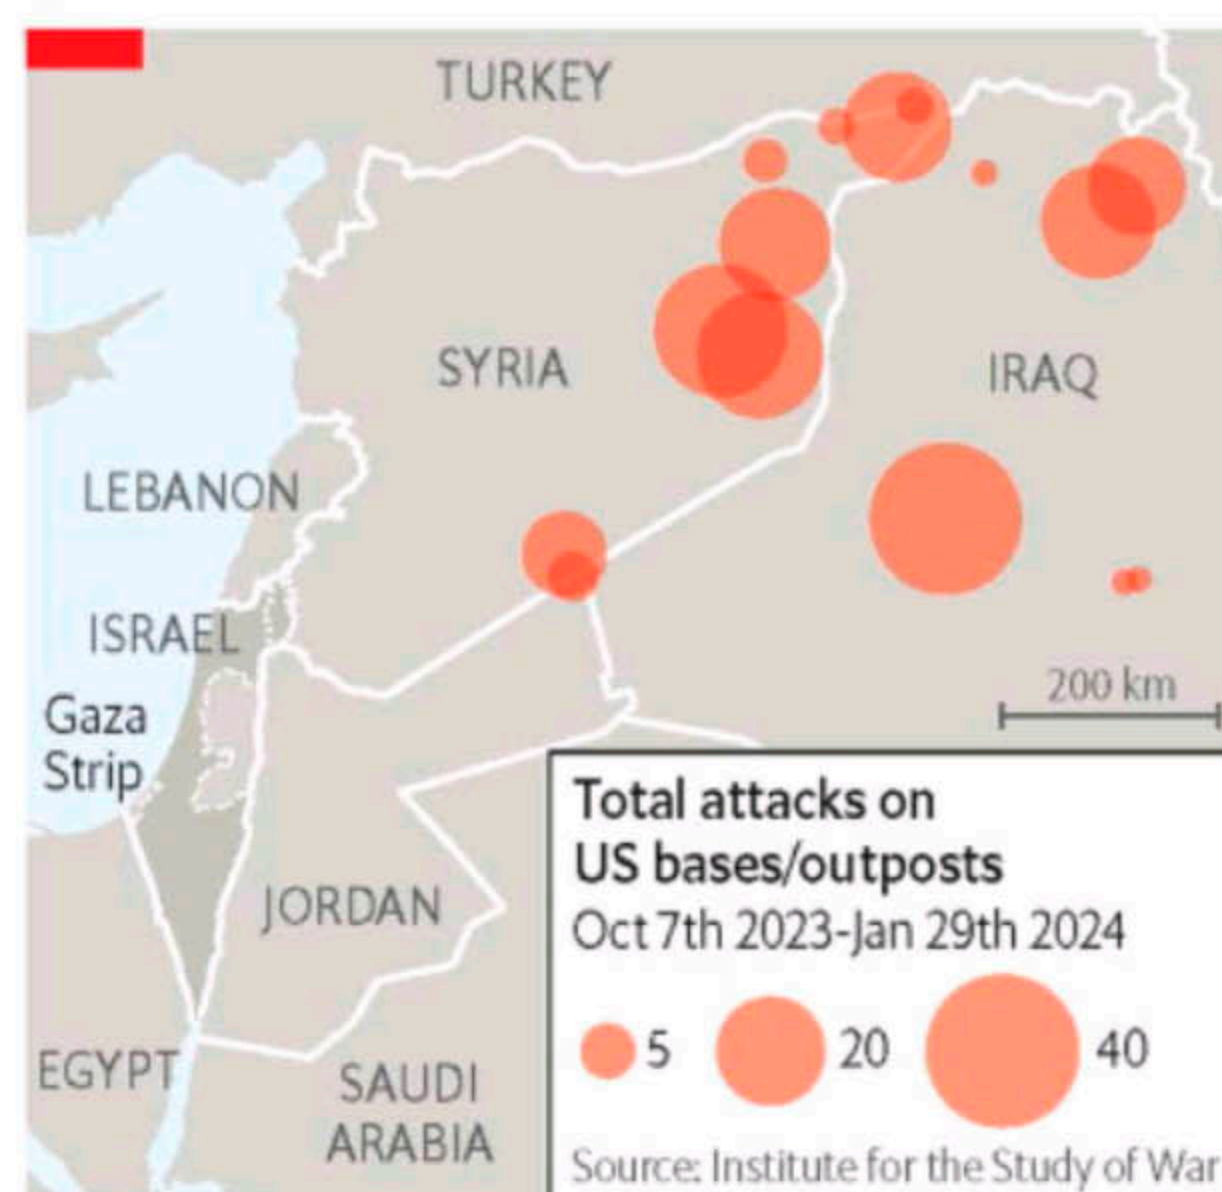 TURKEY
SYRIA
IRAQ
LEBANON
ISRAEL
Gaza
Strip
200 km
JORDAN
EGYPT
SAUDI
ARABIA
Total attacks on
US bases/outposts
Oct 7th 2023-Jan 29th 2024
5 20 40
Source: Institute for the Study of War